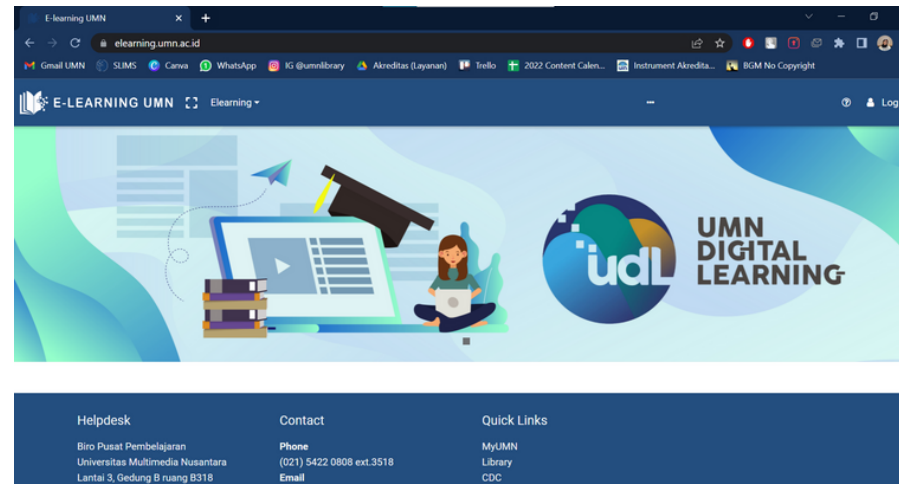 E-learning UMN
elearning.umn.ac.id
Gmail UMN SLIMS Canva WhatsApp IG @umnlibrary Akreditas (Layanan) Trello 2022 Content Calen... Instrument Akredita... BGM No Copyright
E-LEARNING UMN Elearning Log
udl
UMN
DIGITAL
LEARNING
Helpdesk
Biro Pusat Pembelajaran
Universitas Multimedia Nusantara
Lantai 3, Gedung B ruang B318
Contact
Phone
(021) 5422 0808 ext.3518
Email
Quick Links
MyUMN
Library
CDC